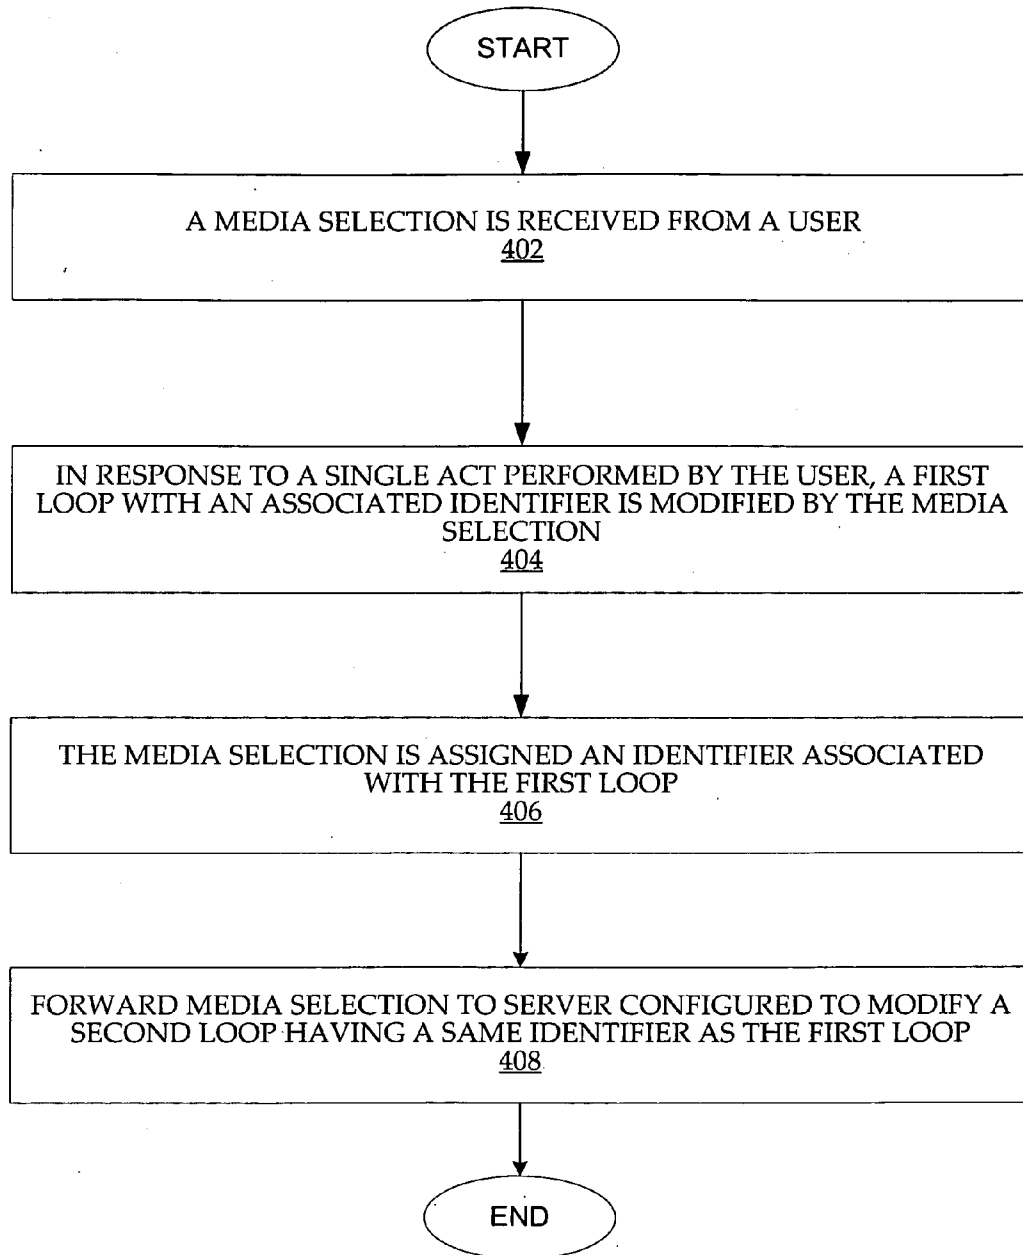 START
A MEDIA SELECTION IS RECEIVED FROM A USER
402
IN RESPONSE TO A SINGLE ACT PERFORMED BY THE USER, A FIRST
LOOP WITH AN ASSOCIATED IDENTIFIER IS MODIFIED BY THE MEDIA
SELECTION
404
THE MEDIA SELECTION IS ASSIGNED AN IDENTIFIER ASSOCIATED
WITH THE FIRST LOOP
406
FORWARD MEDIA SELECTION TO SERVER CONFIGURED TO MODIFY A
SECOND LOOP HAVING A SAME IDENTIFIER AS THE FIRST LOOP
408
END